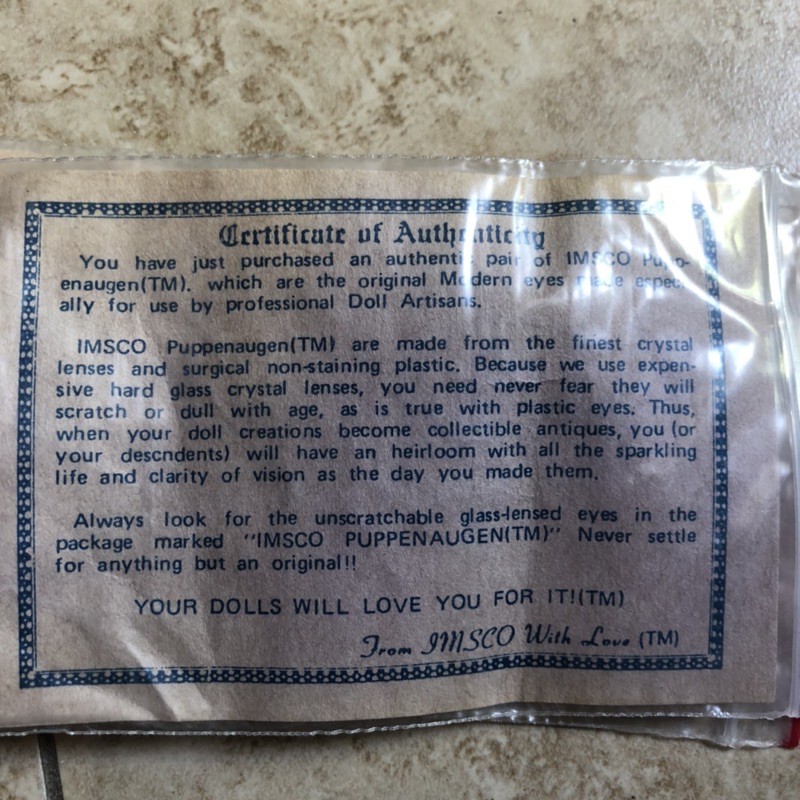 Certificate of Authenticity
You have just purchased an authentic pair of IMSCO Puppo-
enaugen(TM). which are the original Modern eyes made especi-
ally for use by professional Doll Artisans.
IMSCO Puppenaugen(TM) are made from the finest crystal
lenses and surgical non-staining plastic. Because we use expen-
sive hard glass crystal lenses, you need never fear they will
scratch or dull with age, as is true with plastic eyes. Thus,
when your doll creations become collectible antiques, you (or
your descndents) will have an heirloom with all the sparkling
life and clarity of vision as the day you made them.
Always look for the unscratchable glass-lensed eyes in the
package marked "IMSCO PUPPENAUGEN(TM)" Never settle
for anything but an original!!
YOUR DOLLS WILL LOVE YOU FOR IT!(TM)
From IMSCO With Love (TM)